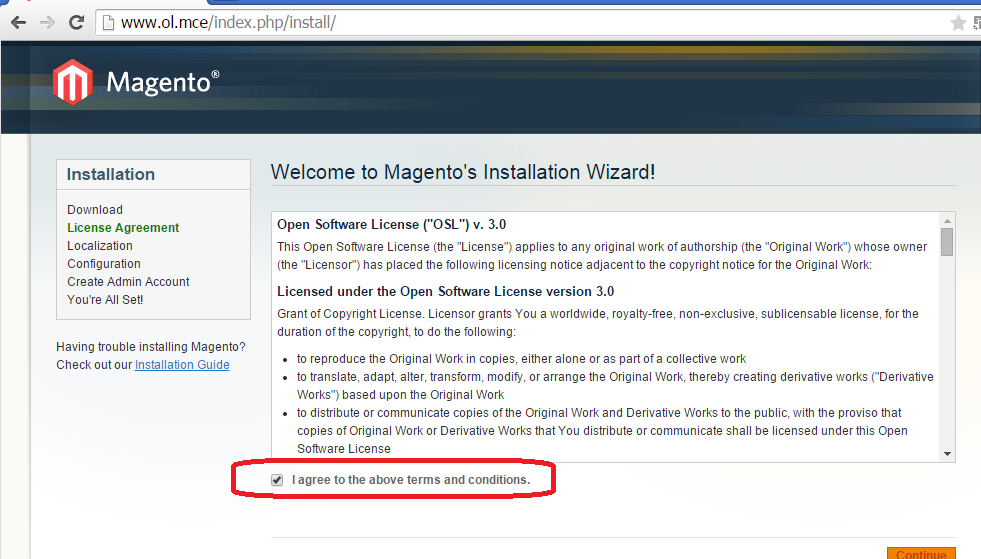 www.ol.mce/index.php/install/
Magento®
Installation
Download
License Agreement
Localization
Configuration
Create Admin Account
You're All Set!
Having trouble installing Magento?
Check out our Installation Guide
Welcome to Magento's Installation Wizard!
Open Software License ("OSL") v. 3.0
This Open Software License (the "License") applies to any original work of authorship (the "Original Work") whose owner
(the "Licensor") has placed the following licensing notice adjacent to the copyright notice for the Original Work:
Licensed under the Open Software License version 3.0
Grant of Copyright License. Licensor grants You a worldwide, royalty-free, non-exclusive, sublicensable license, for the
duration of the copyright, to do the following:
• to reproduce the Original Work in copies, either alone or as part of a collective work
• to translate, adapt, alter, transform, modify, or arrange the Original Work, thereby creating derivative works ("Derivative
Works") based upon the Original Work
• to distribute or communicate copies of the Original Work and Derivative Works to the public, with the proviso that
copies of Original Work or Derivative Works that You distribute or communicate shall be licensed under this Open
Software License
I agree to the above terms and conditions.
Continue